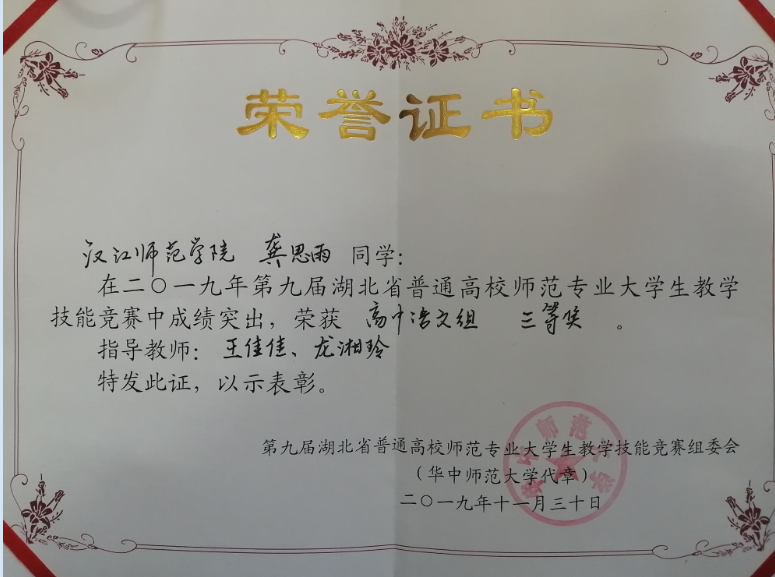 荣誉证书
汉江师范学院 龚思雨 同学：
在二〇一九年第九届湖北省普通高校师范专业大学生教学
技能竞赛中成绩突出，荣获 高中语文组 三等奖 。
指导教师：王佳佳、龙湘玲
特发此证，以示表彰。
第九届湖北省普通高校师范专业大学生教学技能竞赛组委会
（华中师范大学代章）
二〇一九年十一月三十日